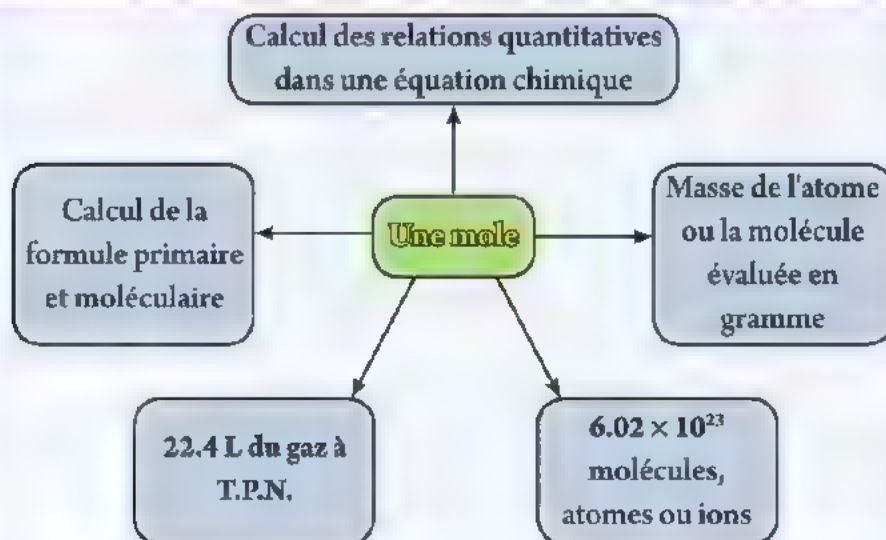 Calcul des relations quantitatives
dans une équation chimique
Calcul de la
formule primaire
et moléculaire
Une mole
Masse de l'atome
ou la molécule
évaluée en
gramme
22.4 L du gaz à
T.P.N.
6.02 × 10²³
molécules,
atomes ou ions